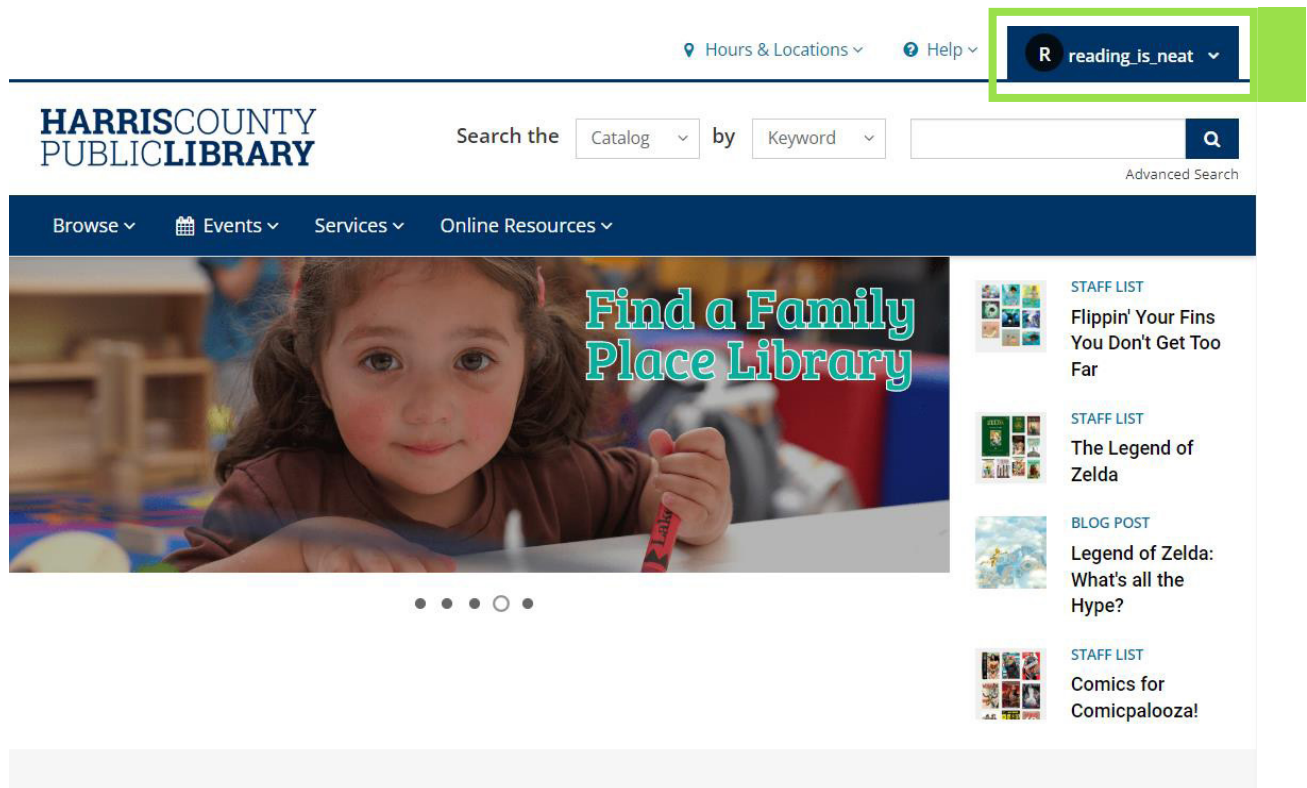 Hours & Locations
Help
R reading_is_neat
HARRISCOUNTY
PUBLICLIBRARY
Search the Catalog by Keyword
Advanced Search
Browse Events Services Online Resources
Find a Family
Place Library
STAFF LIST
Flippin' Your Fins
You Don't Get Too
Far
STAFF LIST
The Legend of
Zelda
BLOG POST
Legend of Zelda:
What's all the
Hype?
STAFF LIST
Comics for
Comicpalooza!